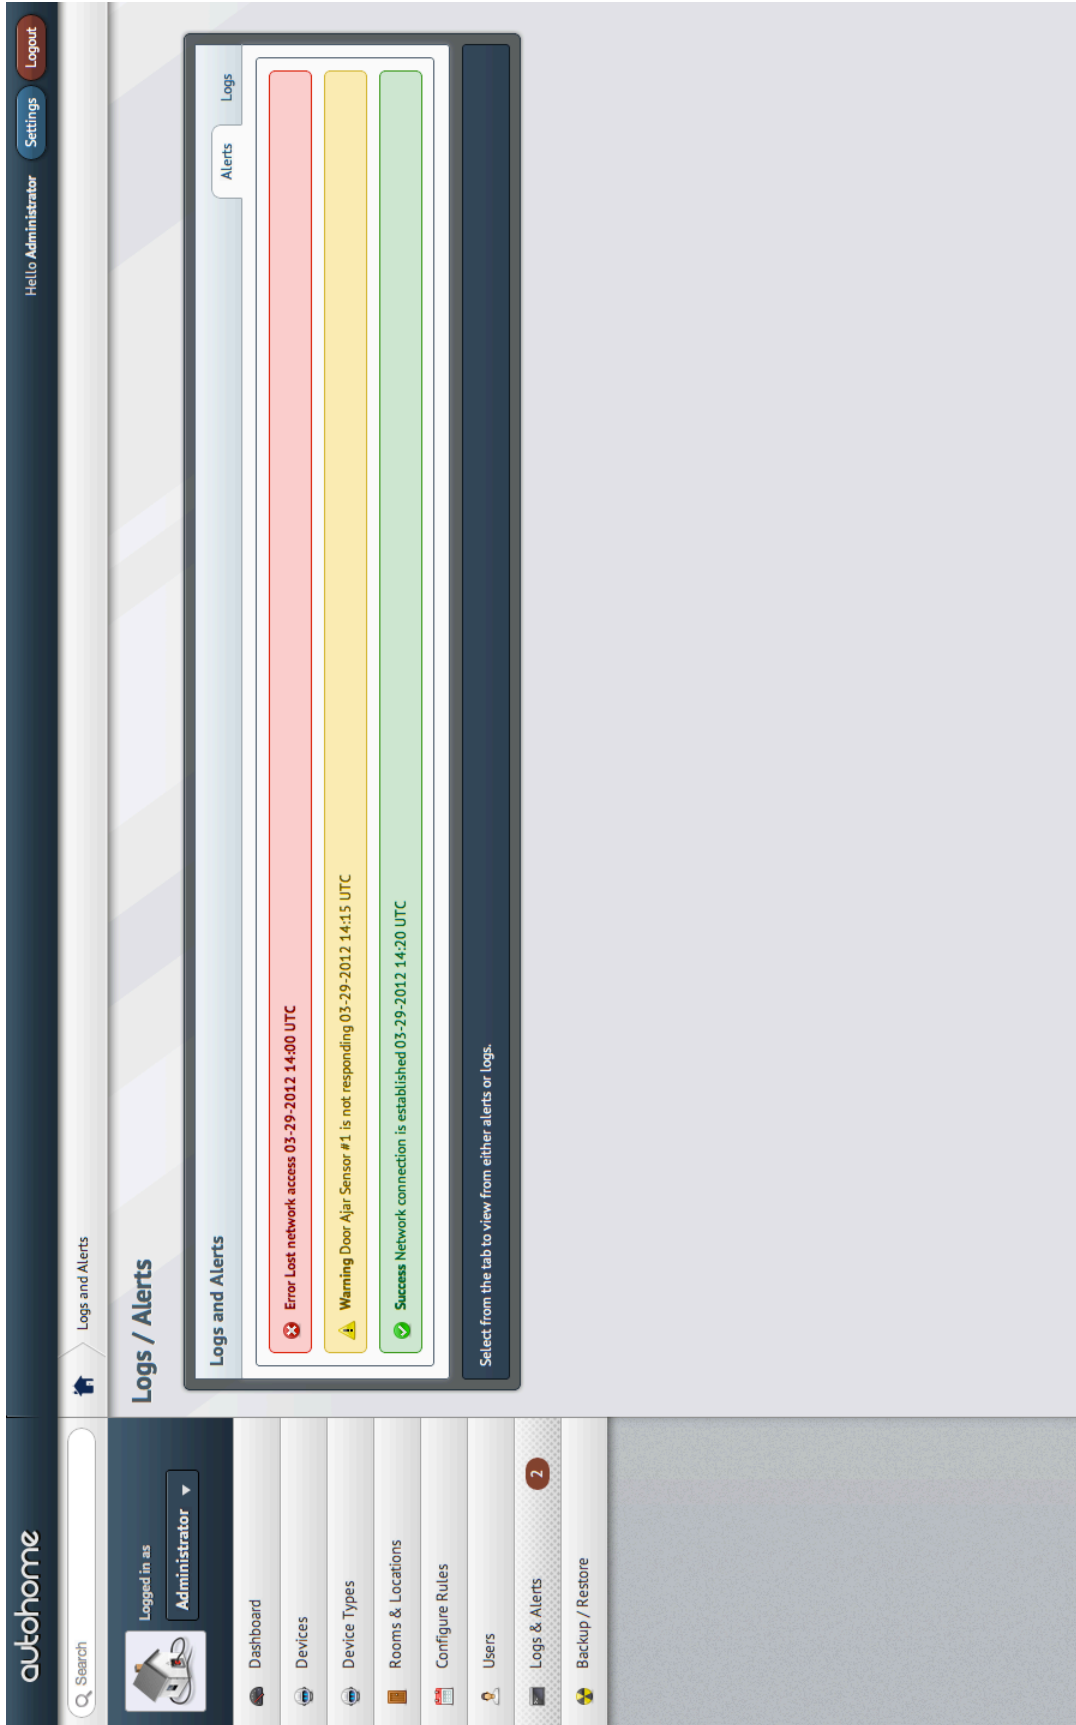 autohome
Hello Administrator
Settings
Logout
Search
Logs and Alerts
Logged in as
Administrator
Dashboard
Devices
Device Types
Rooms & Locations
Configure Rules
Users
Logs & Alerts
2
Backup / Restore
Logs / Alerts
Logs and Alerts
Alerts
Logs
Error Lost network access 03-29-2012 14:00 UTC
Warning Door Ajar Sensor #1 is not responding 03-29-2012 14:15 UTC
Success Network connection is established 03-29-2012 14:20 UTC
Select from the tab to view from either alerts or logs.